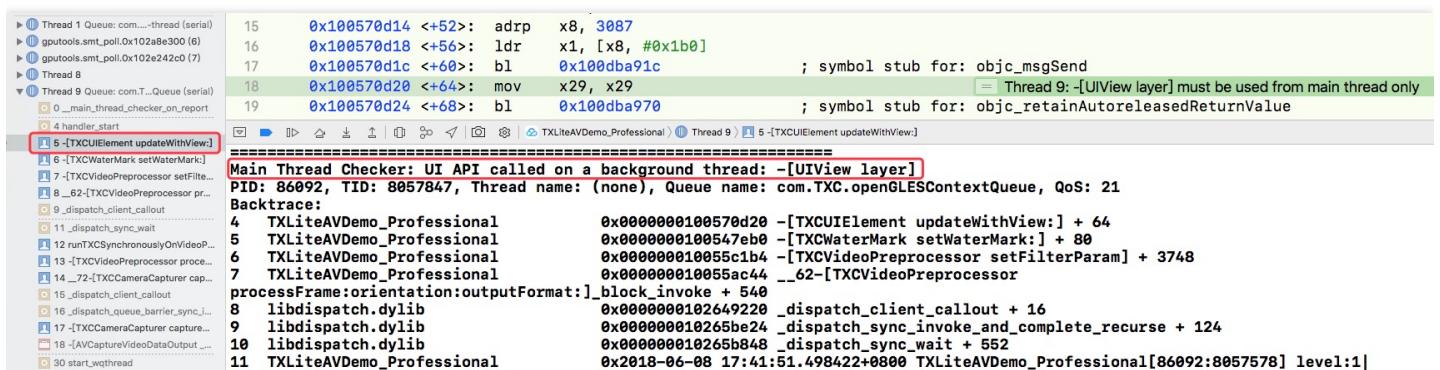 Thread 1 Queue: com....-thread (serial)
gputools.smt_poll.0x102a8e300 (6)
gputools.smt_poll.0x102e242c0 (7)
Thread 8
Thread 9 Queue: com.T...Queue (serial)
0 __main_thread_checker_on_report
4 handler_start
5 -[TXCUIElement updateWithView:]
6 -[TXCWaterMark setWaterMark:]
7 -[TXCVideoPreprocessor setFilte...
8 __62-[TXCVideoPreprocessor pr...
9 _dispatch_client_callout
11 _dispatch_sync_wait
12 runTXCSynchronouslyOnVideoP...
13 -[TXCVideoPreprocessor proce...
14 __72-[TXCCameraCapturer cap...
15 _dispatch_client_callout
16 _dispatch_queue_barrier_sync_i...
17 -[TXCCameraCapturer capture...
18 -[AVCaptureVideoDataOutput _...
30 start_wqthread
15 0x100570d14 <+52>: adrp x8, 3087
16 0x100570d18 <+56>: ldr x1, [x8, #0x1b0]
17 0x100570d1c <+60>: bl 0x100dba91c ; symbol stub for: objc_msgSend
18 0x100570d20 <+64>: mov x29, x29 = Thread 9: -[UIView layer] must be used from main thread only
19 0x100570d24 <+68>: bl 0x100dba970 ; symbol stub for: objc_retainAutoreleasedReturnValue
TXLiteAVDemo_Professional Thread 9 5 -[TXCUIElement updateWithView:]
=================================================================
Main Thread Checker: UI API called on a background thread: -[UIView layer]
PID: 86092, TID: 8057847, Thread name: (none), Queue name: com.TXC.openGLESContextQueue, QoS: 21
Backtrace:
4 TXLiteAVDemo_Professional 0x0000000100570d20 -[TXCUIElement updateWithView:] + 64
5 TXLiteAVDemo_Professional 0x0000000100547eb0 -[TXCWaterMark setWaterMark:] + 80
6 TXLiteAVDemo_Professional 0x000000010055c1b4 -[TXCVideoPreprocessor setFilterParam] + 3748
7 TXLiteAVDemo_Professional 0x000000010055ac44 __62-[TXCVideoPreprocessor
processFrame:orientation:outputFormat:]_block_invoke + 540
8 libdispatch.dylib 0x0000000102649220 _dispatch_client_callout + 16
9 libdispatch.dylib 0x000000010265be24 _dispatch_sync_invoke_and_complete_recurse + 124
10 libdispatch.dylib 0x000000010265b848 _dispatch_sync_wait + 552
11 TXLiteAVDemo_Professional 0x2018-06-08 17:41:51.498422+0800 TXLiteAVDemo_Professional[86092:8057578] level:1|